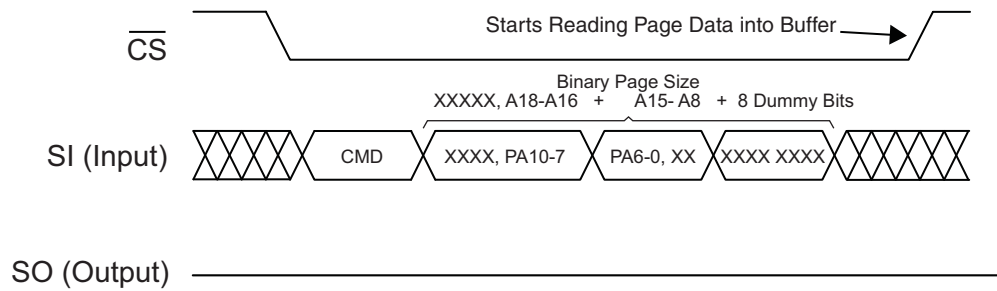 Starts Reading Page Data into Buffer
CS
Binary Page Size
XXXXX, A18-A16 + A15- A8 + 8 Dummy Bits
SI (Input)
CMD
XXXX, PA10-7
PA6-0, XX
XXXX XXXX
SO (Output)